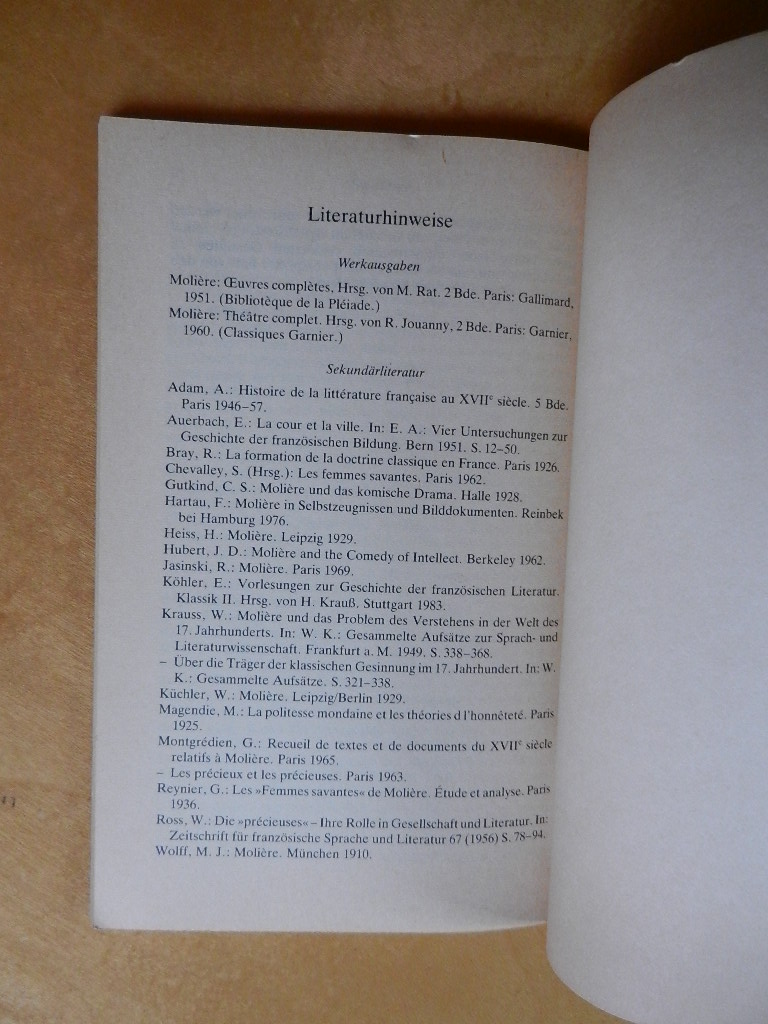 Literaturhinweise
Werkausgaben
Molière: Œuvres complètes, Hrsg. von M. Rat. 2 Bde. Paris: Gallimard,
1951. (Bibliotèque de la Pléiade.)
Molière: Théâtre complet. Hrsg. von R. Jouanny, 2 Bde. Paris: Garnier,
1960. (Classiques Garnier.)
Sekundärliteratur
Adam, A.: Histoire de la littérature française au XVIIe siècle. 5 Bde.
Paris 1946–57.
Auerbach, E.: La cour et la ville. In: E. A.: Vier Untersuchungen zur
Geschichte der französischen Bildung. Bern 1951. S. 12–50.
Bray, R.: La formation de la doctrine classique en France. Paris 1926.
Chevalley, S. (Hrsg.): Les femmes savantes. Paris 1962.
Gutkind, C. S.: Molière und das komische Drama. Halle 1928.
Hartau, F.: Molière in Selbstzeugnissen und Bilddokumenten. Reinbek
bei Hamburg 1976.
Heiss, H.: Molière. Leipzig 1929.
Hubert, J. D.: Molière and the Comedy of Intellect. Berkeley 1962.
Jasinski, R.: Molière. Paris 1969.
Köhler, E.: Vorlesungen zur Geschichte der französischen Literatur.
Klassik II. Hrsg. von H. Krauß. Stuttgart 1983.
Krauss, W.: Molière und das Problem des Verstehens in der Welt des
17. Jahrhunderts. In: W. K.: Gesammelte Aufsätze zur Sprach- und
Literaturwissenschaft. Frankfurt a. M. 1949. S. 338–368.
– Über die Träger der klassischen Gesinnung im 17. Jahrhundert. In: W.
K.: Gesammelte Aufsätze. S. 321–338.
Küchler, W.: Molière. Leipzig/Berlin 1929.
Magendie, M.: La politesse mondaine et les théories d l'honnêteté. Paris
1925.
Montgrédien, G.: Recueil de textes et de documents du XVIIe siècle
relatifs à Molière. Paris 1965.
– Les précieux et les précieuses. Paris 1963.
Reynier, G.: Les »Femmes savantes« de Molière. Étude et analyse. Paris
1936.
Ross, W.: Die »précieuses« – Ihre Rolle in Gesellschaft und Literatur. In:
Zeitschrift für französische Sprache und Literatur 67 (1956) S. 78–94.
Wolff, M. J.: Molière. München 1910.